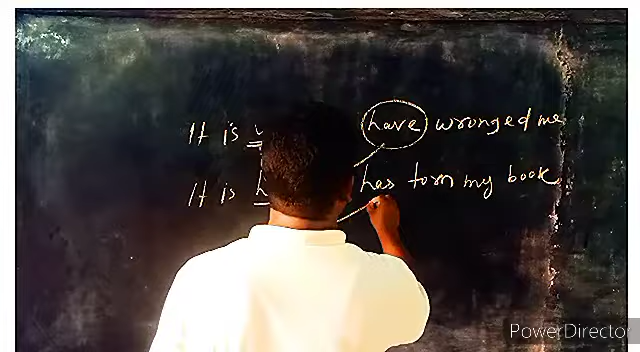 It is have wronged me
It is has torn my book
PowerDirector